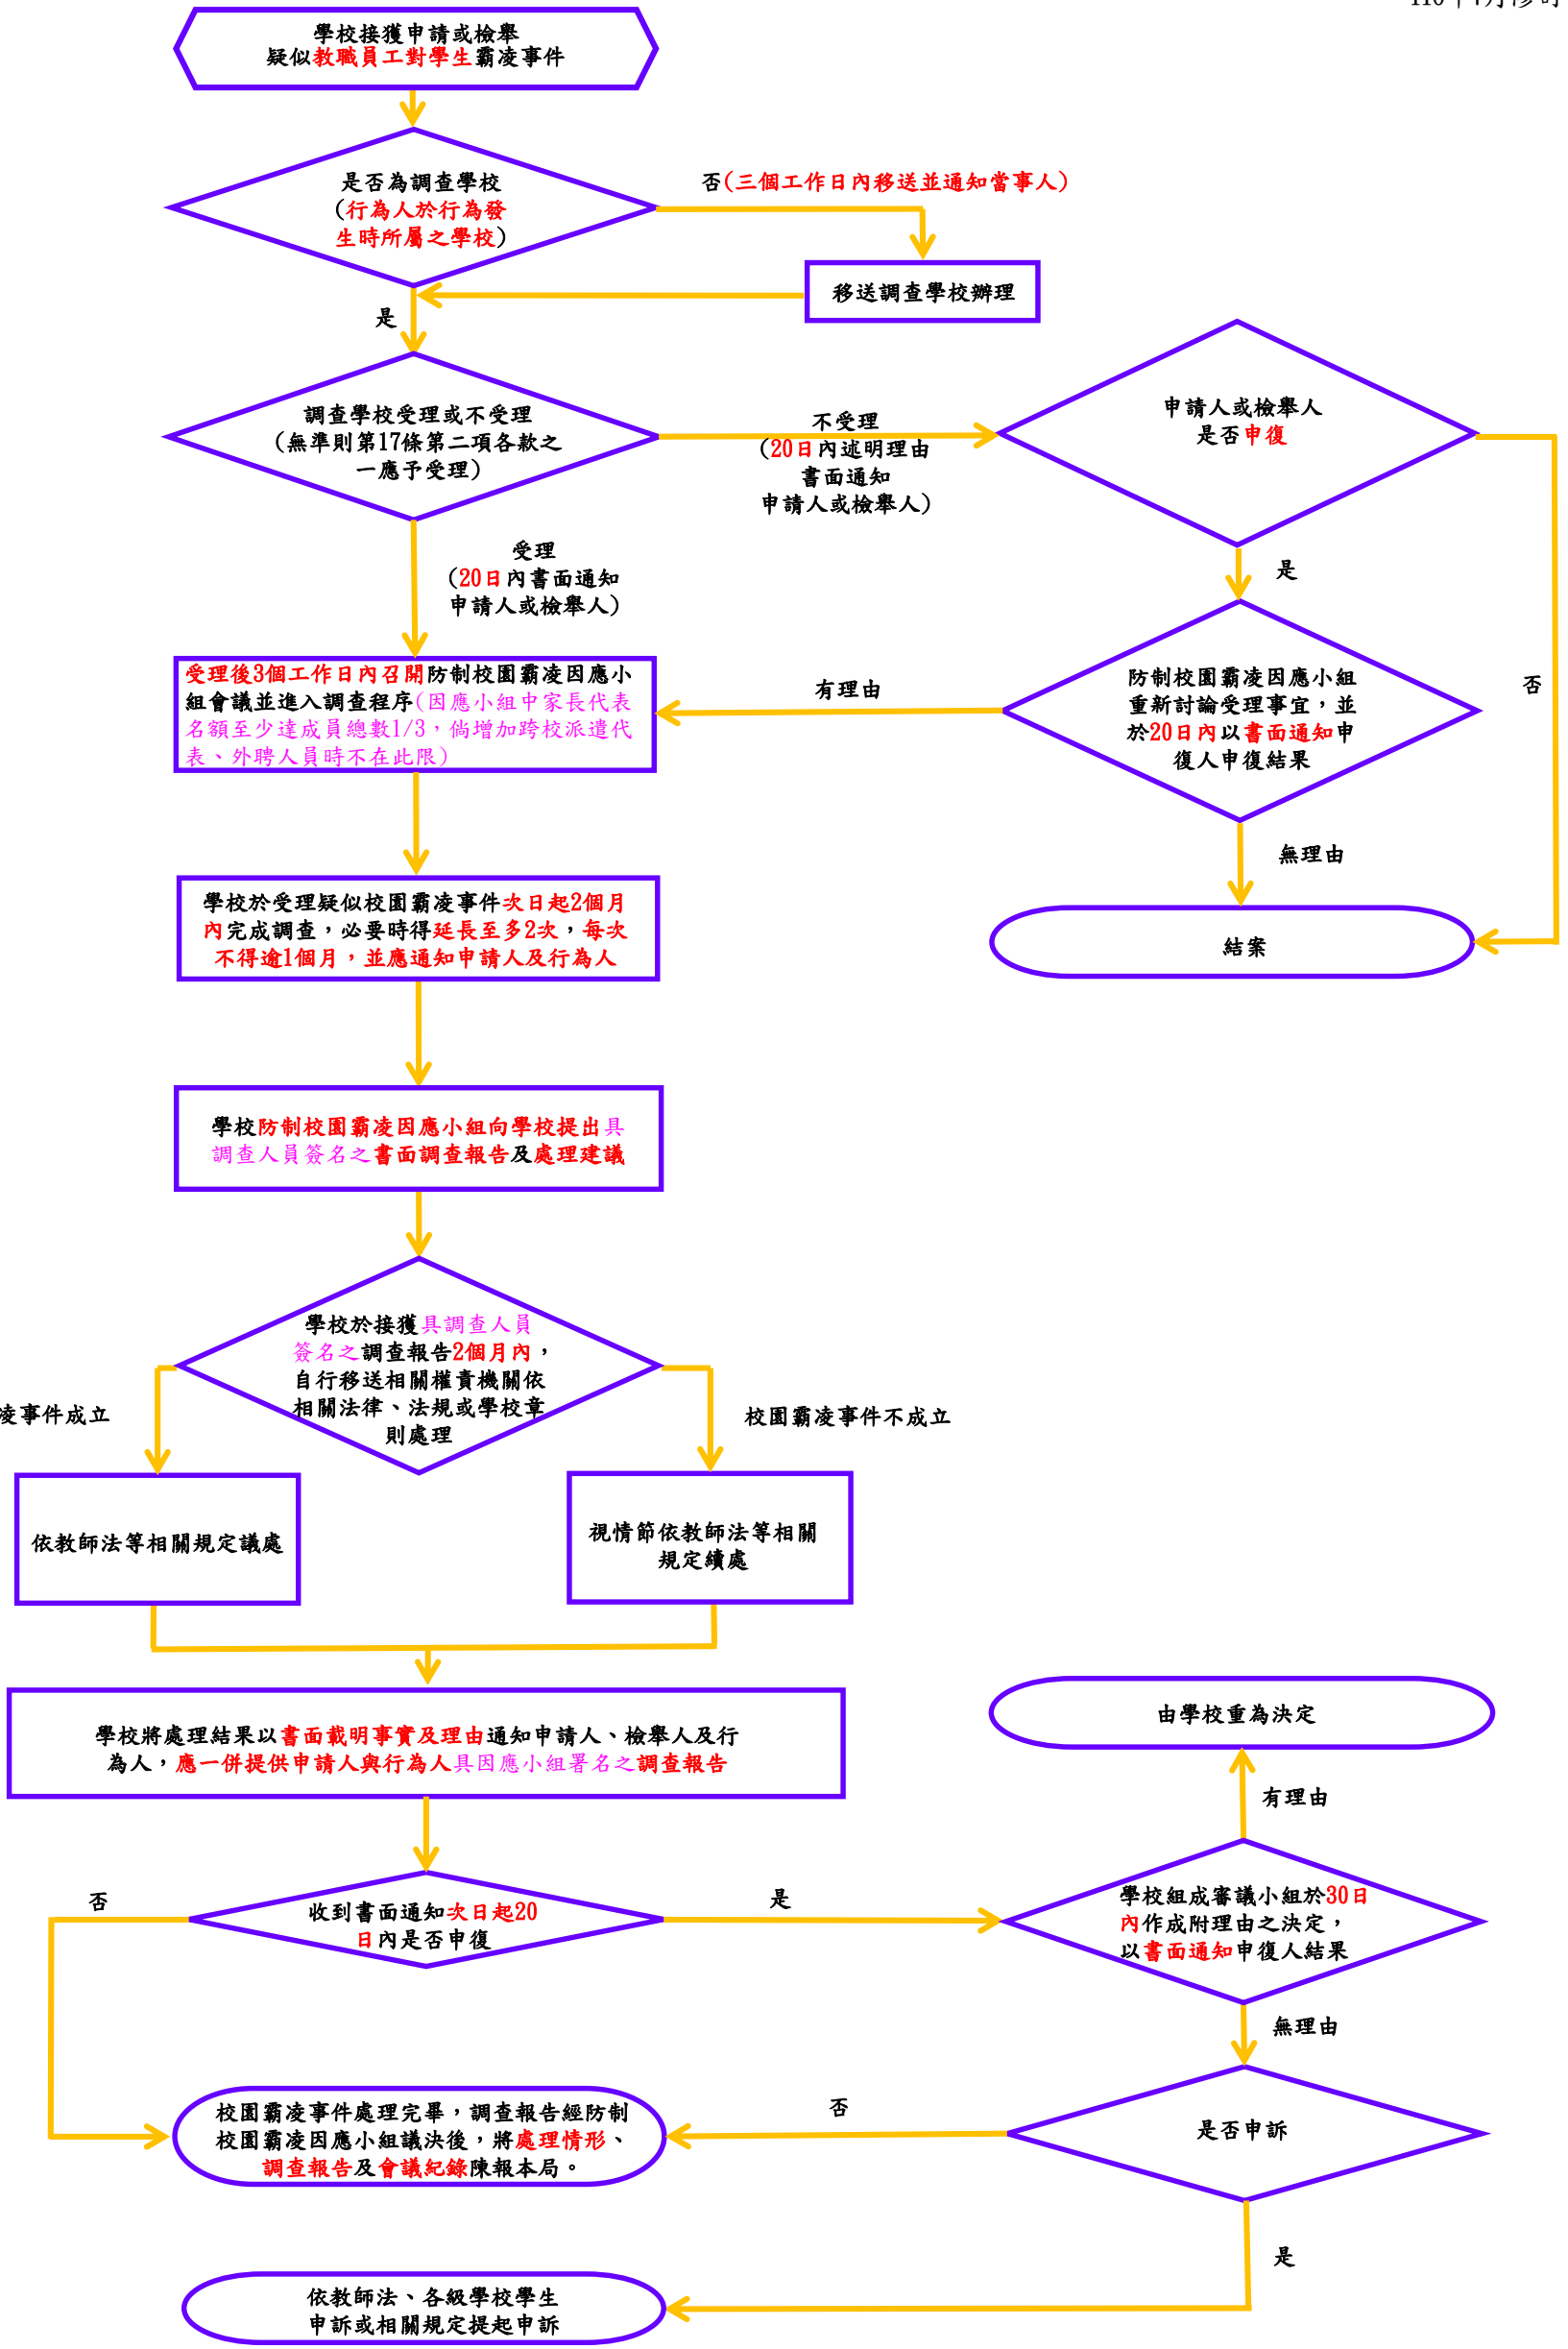 學校接獲申請或檢舉
疑似教職員工對學生霸凌事件
是否為調查學校
(行為人於行為發
生時所屬之學校)
否(三個工作日內移送並通知當事人)
移送調查學校辦理
是
調查學校受理或不受理
(無準則第17條第二項各款之
一應予受理)
不受理
(20日內述明理由
書面通知
申請人或檢舉人)
申請人或檢舉人
是否申復
受理
(20日內書面通知
申請人或檢舉人)
是
否
受理後3個工作日內召開防制校園霸凌因應小
組會議並進入調查程序(因應小組中家長代表
名額至少達成員總數1/3,倘增加跨校派遣代
表、外聘人員時不在此限)
有理由
防制校園霸凌因應小組
重新討論受理事宜,並
於20日內以書面通知申
復人申復結果
無理由
學校於受理疑似校園霸凌事件次日起2個月
內完成調查,必要時得延長至多2次,每次
不得逾1個月,並應通知申請人及行為人
結案
學校防制校園霸凌因應小組向學校提出具
調查人員簽名之書面調查報告及處理建議
學校於接獲具調查人員
簽名之調查報告2個月內,
自行移送相關權責機關依
相關法律、法規或學校章
則處理
凌事件成立
校園霸凌事件不成立
依教師法等相關規定議處
視情節依教師法等相關
規定續處
學校將處理結果以書面載明事實及理由通知申請人、檢舉人及行
為人,應一併提供申請人與行為人具因應小組署名之調查報告
由學校重為決定
有理由
否
收到書面通知次日起20
日內是否申復
是
學校組成審議小組於30日
內作成附理由之決定,
以書面通知申復人結果
無理由
校園霸凌事件處理完畢,調查報告經防制
校園霸凌因應小組議決後,將處理情形、
調查報告及會議紀錄陳報本局。
否
是否申訴
是
依教師法、各級學校學生
申訴或相關規定提起申訴